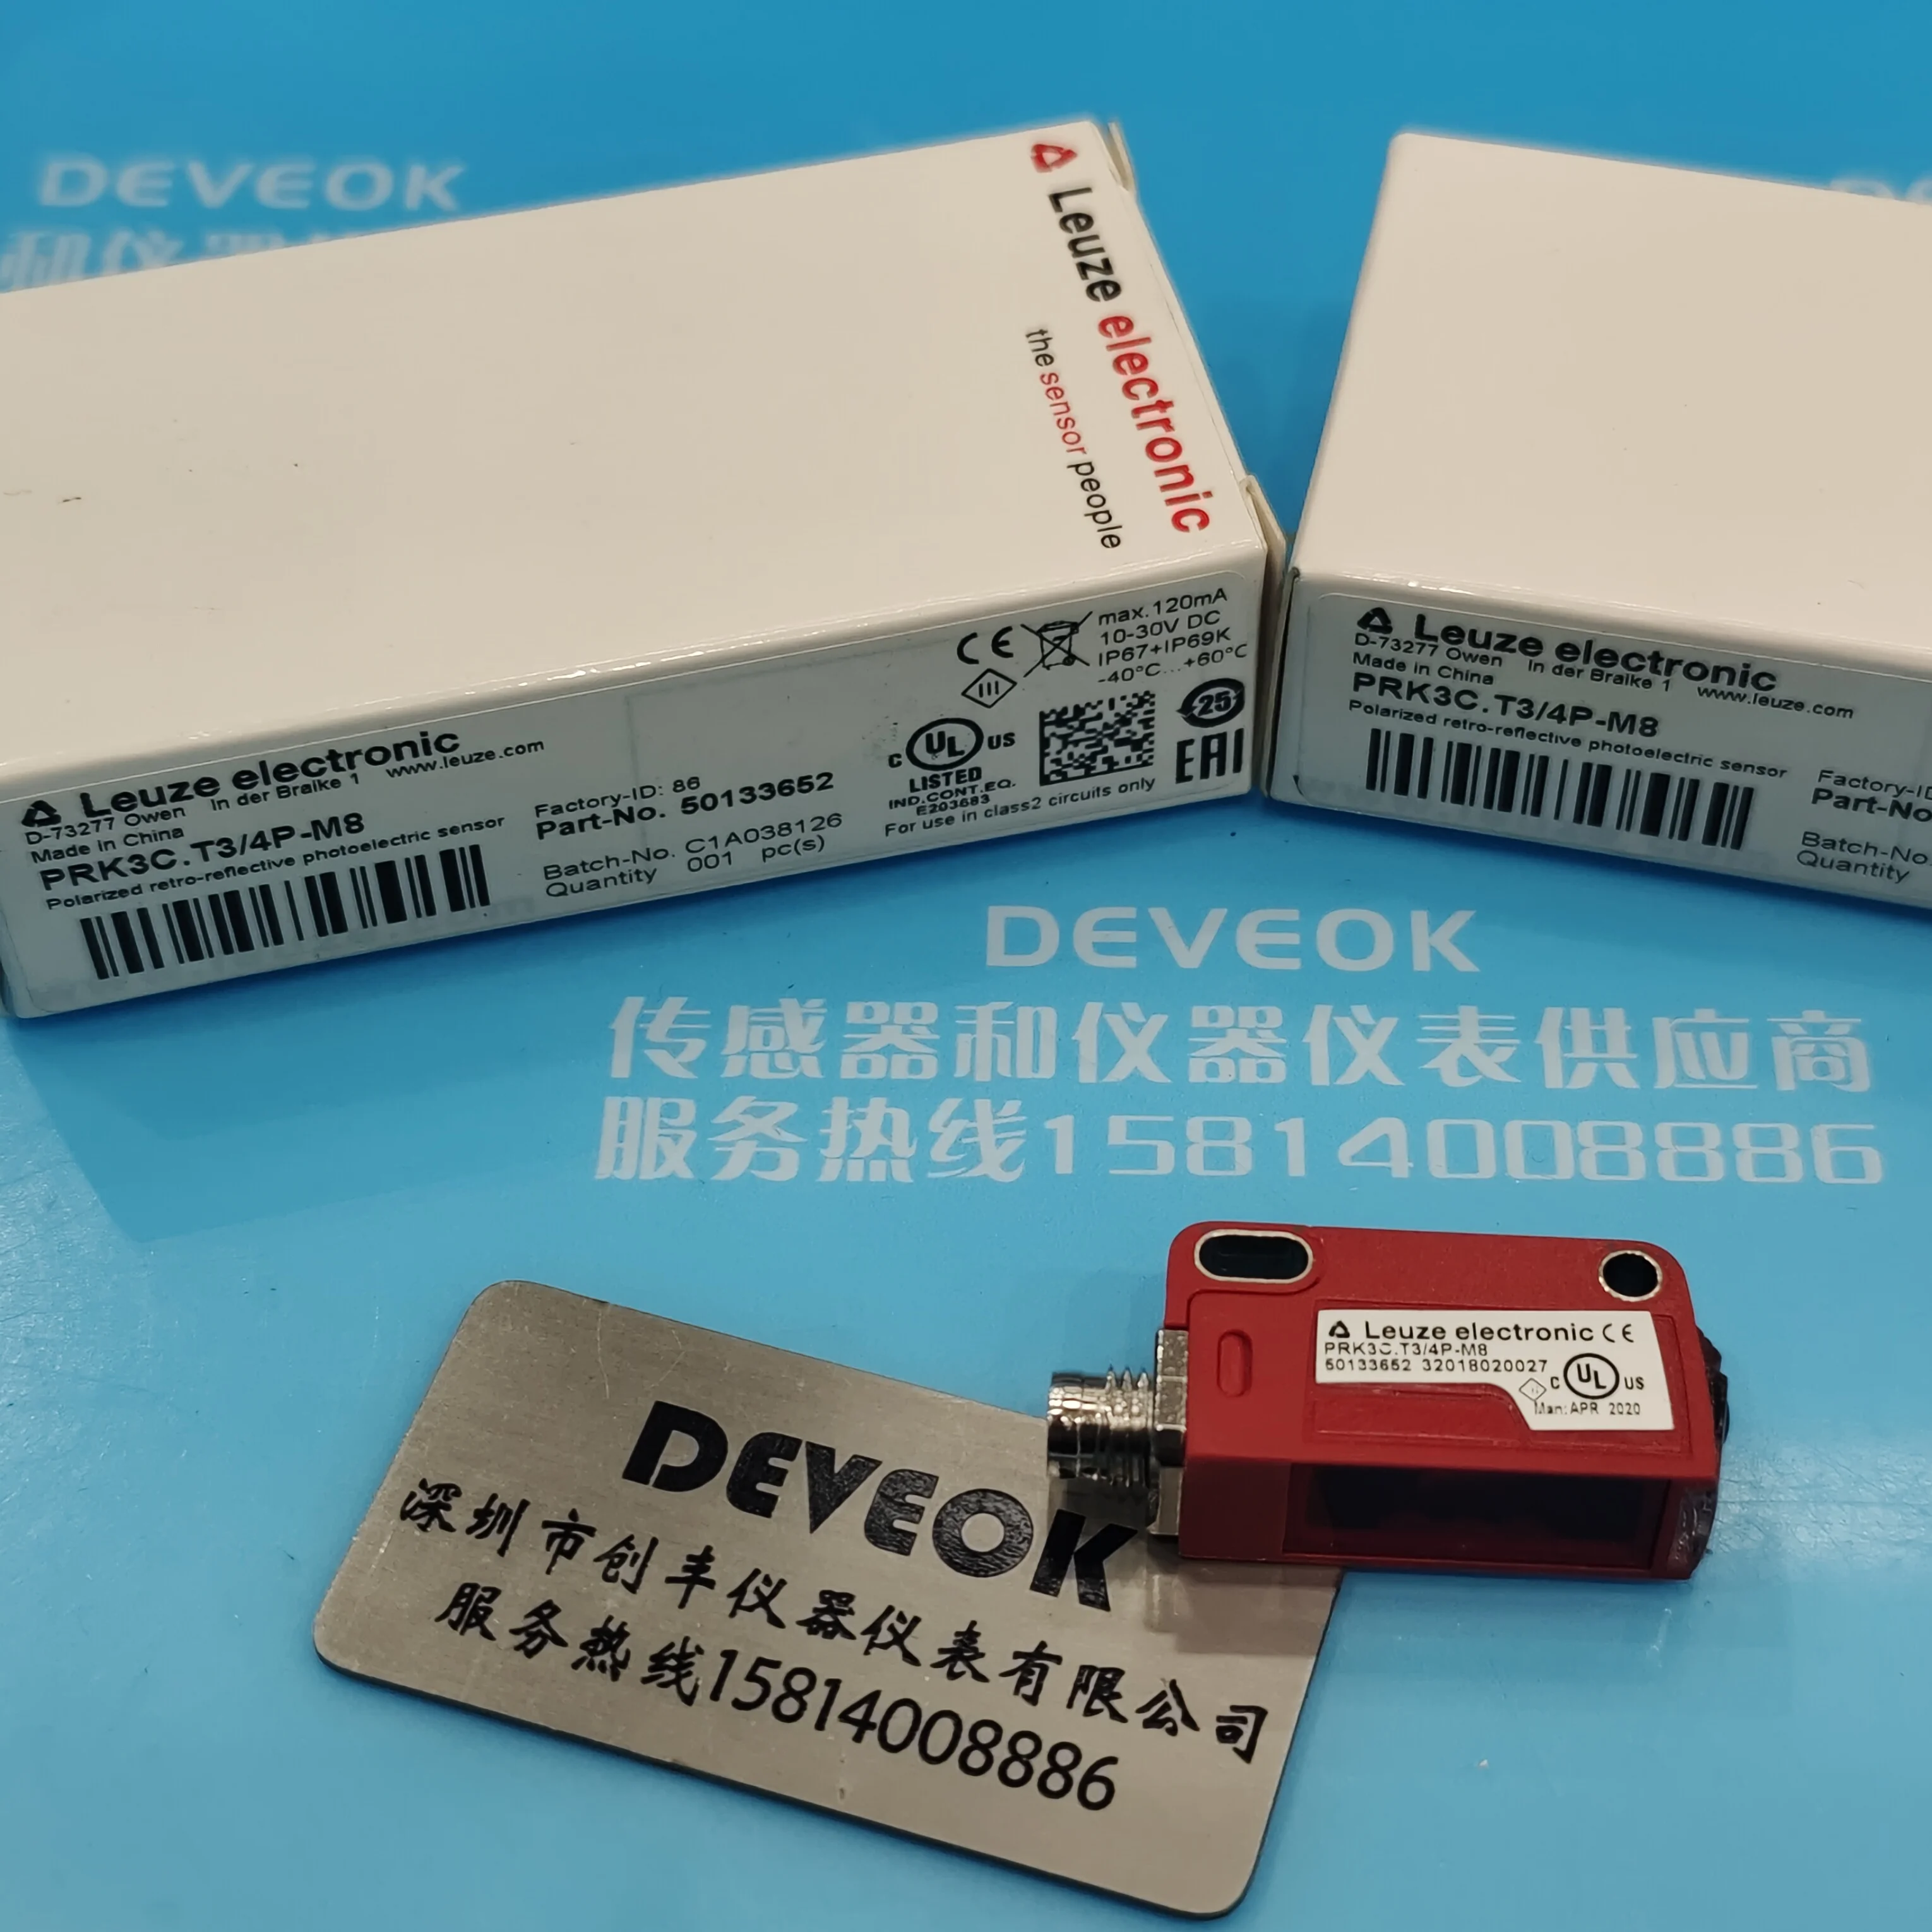 DEVEOK
Leuze electronic
the sensor people
max.120mA
10-30V DC
IP67+IP69K
-40°C...+60°C
CE
III
25
EAC
C UL US
LISTED
IND.CONT.EQ.
E203683
For use in class2 circuits only
Leuze electronic
D-73277 Owen In der Braike 1 www.leuze.com
Made in China
PRK3C.T3/4P-M8
Polarized retro-reflective photoelectric sensor
Factory-ID: 86
Part-No. 50133652
Batch-No. C1A038126
Quantity 001 pc(s)
Leuze electronic
D-73277 Owen In der Braike 1 www.leuze.com
Made in China
PRK3C.T3/4P-M8
Polarized retro-reflective photoelectric sensor
Part-No
Batch-No.
Quantity
DEVEOK
传感器和仪器仪表供应商
服务热线15814008886
Leuze electronic CE
PRK3C.T3/4P-M8
50133652 32018020027
C UL US
Man:APR 2020
DEVEOK
深圳市创丰仪器仪表有限公司
服务热线15814008886